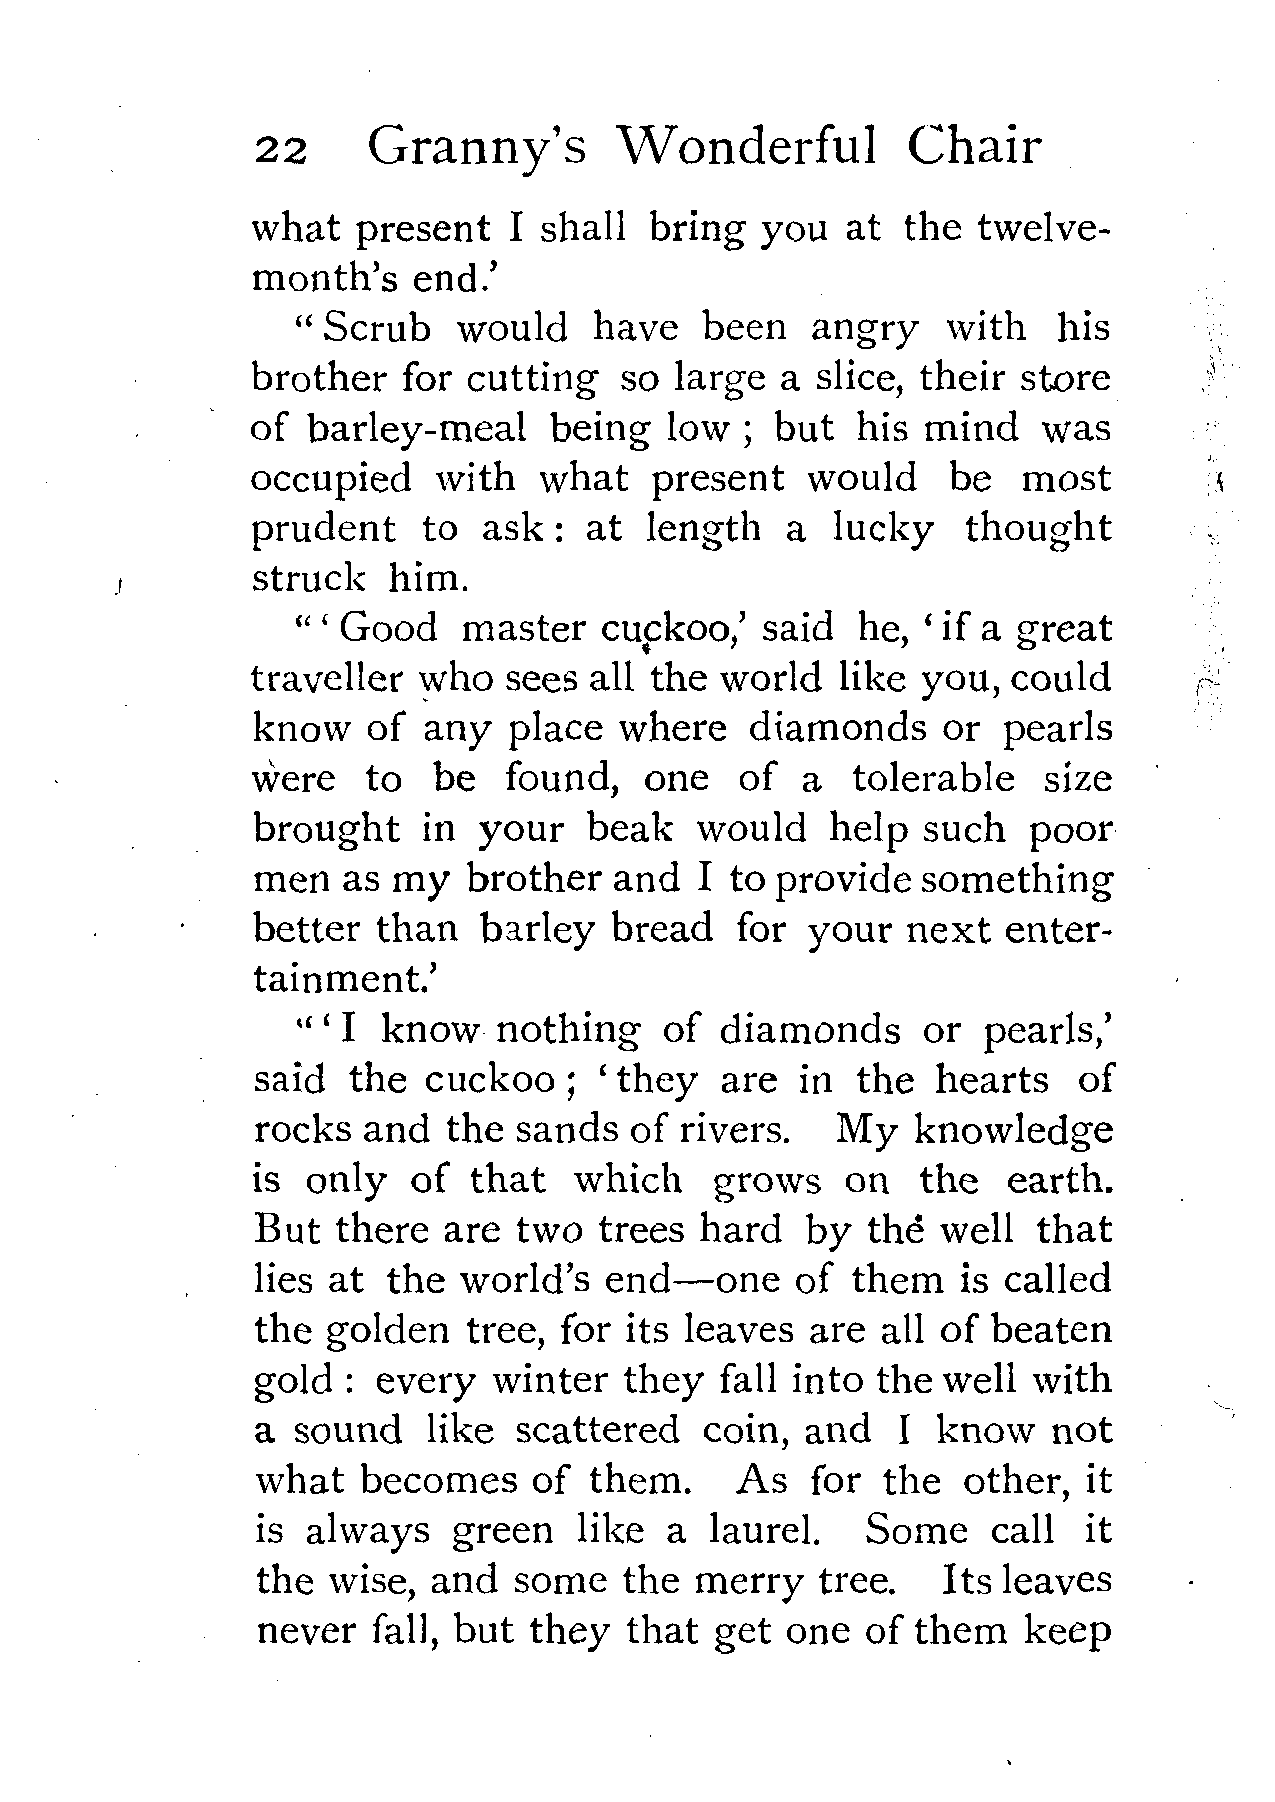 22 Granny's Wonderful Chair
what present I shall bring you at the twelve-
month's end.'
" Scrub would have been angry with his
brother for cutting so large a slice, their store
of barley-meal being low ; but his mind was
occupied with what present would be most
prudent to ask : at length a lucky thought
struck him.
" ' Good master cuckoo,' said he, ' if a great
traveller who sees all the world like you, could
know of any place where diamonds or pearls
were to be found, one of a tolerable size
brought in your beak would help such poor
men as my brother and I to provide something
better than barley bread for your next enter-
tainment.'
" ' I know nothing of diamonds or pearls,'
said the cuckoo ; ' they are in the hearts of
rocks and the sands of rivers. My knowledge
is only of that which grows on the earth.
But there are two trees hard by the well that
lies at the world's end—one of them is called
the golden tree, for its leaves are all of beaten
gold : every winter they fall into the well with
a sound like scattered coin, and I know not
what becomes of them. As for the other, it
is always green like a laurel. Some call it
the wise, and some the merry tree. Its leaves
never fall, but they that get one of them keep